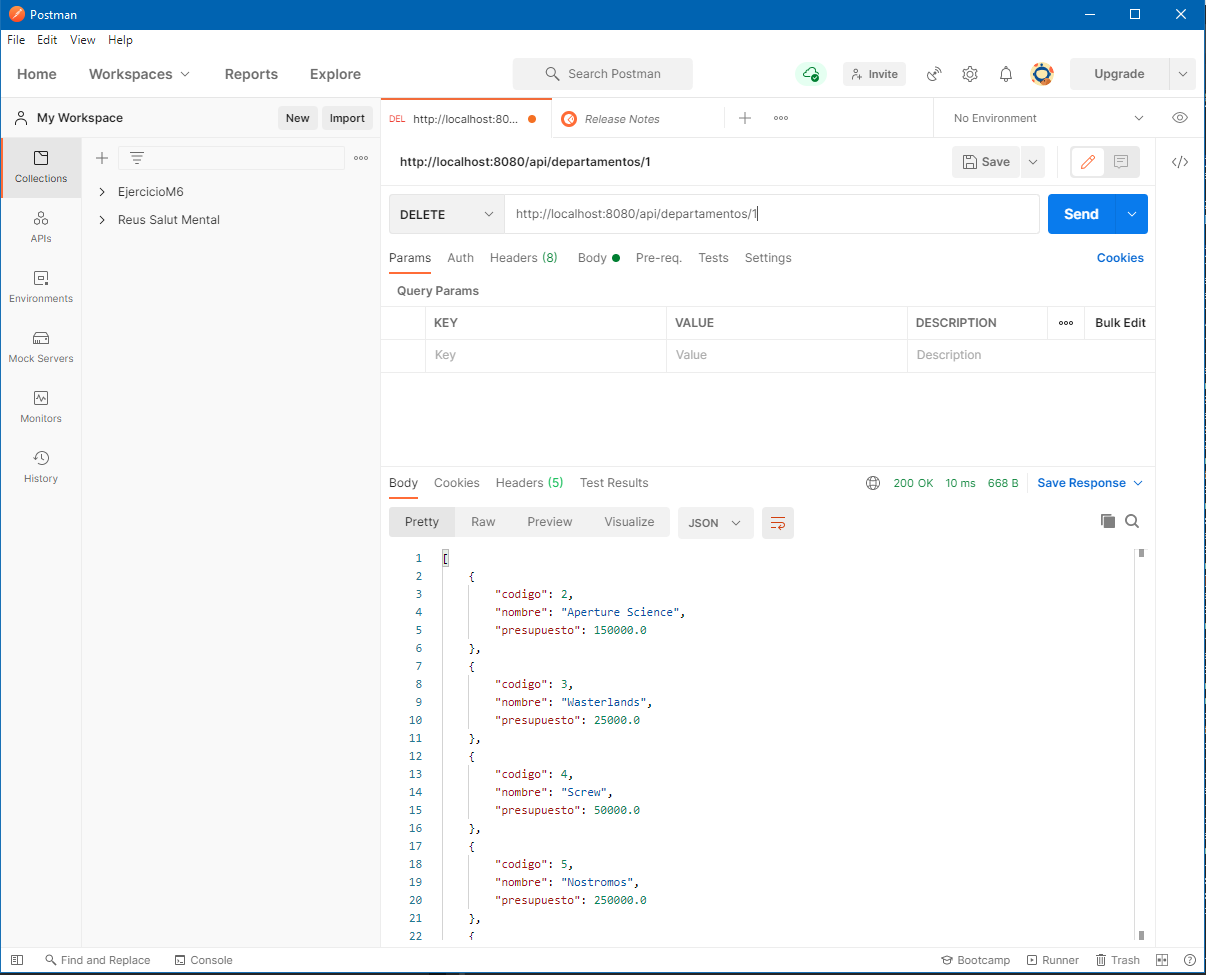 Postman
File Edit View Help
Home Workspaces Reports Explore Search Postman Invite Upgrade
My Workspace New Import DEL http://localhost:80... Release Notes No Environment
http://localhost:8080/api/departamentos/1 Save
Collections
EjercicioM6
Reus Salut Mental
APIs
Environments
Mock Servers
Monitors
History
DELETE http://localhost:8080/api/departamentos/1 Send
Params Auth Headers (8) Body Pre-req. Tests Settings Cookies
Query Params
KEY VALUE DESCRIPTION Bulk Edit
Key Value Description
Body Cookies Headers (5) Test Results 200 OK 10 ms 668 B Save Response
Pretty Raw Preview Visualize JSON
1 [
2 {
3 "codigo": 2,
4 "nombre": "Aperture Science",
5 "presupuesto": 150000.0
6 },
7 {
8 "codigo": 3,
9 "nombre": "Wasterlands",
10 "presupuesto": 25000.0
11 },
12 {
13 "codigo": 4,
14 "nombre": "Screw",
15 "presupuesto": 50000.0
16 },
17 {
18 "codigo": 5,
19 "nombre": "Nostromos",
20 "presupuesto": 250000.0
21 },
22 {
Find and Replace Console Bootcamp Runner Trash